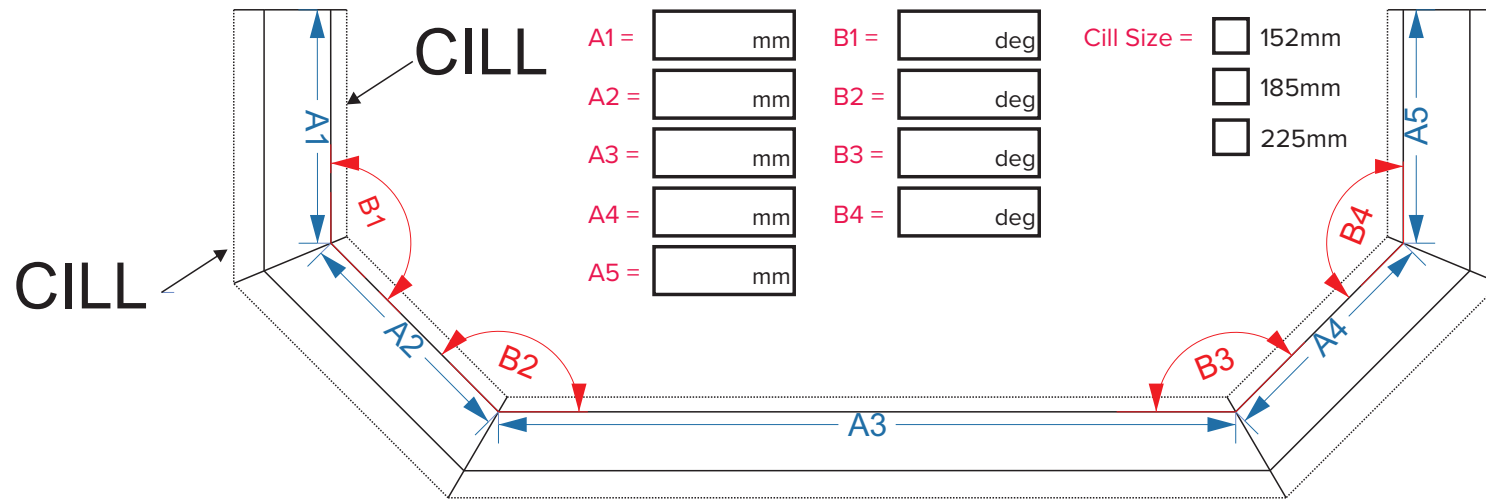 CILL
CILL
A1 = mm
A2 = mm
A3 = mm
A4 = mm
A5 = mm
B1 = deg
B2 = deg
B3 = deg
B4 = deg
Cill Size = 152mm
185mm
225mm
A1
B1
A2
B2
A3
B3
A4
B4
A5